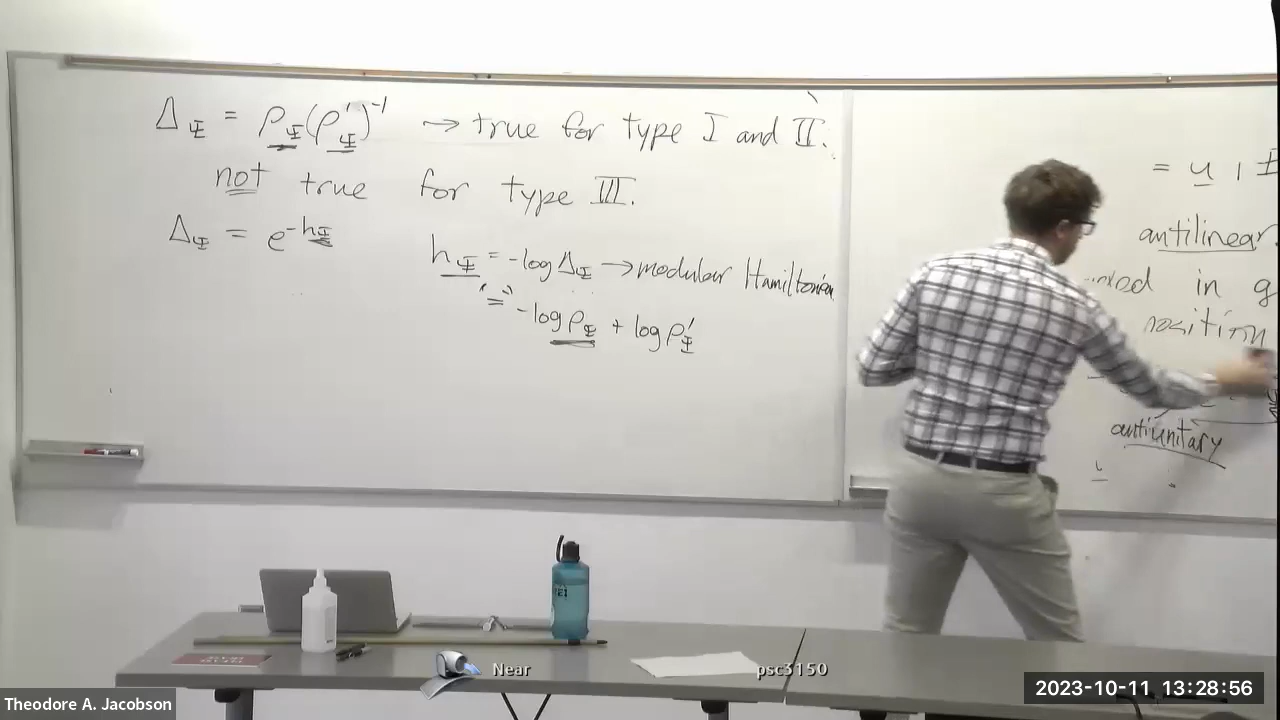 Δ_Ψ = ρ_Ψ(ρ'_Ψ)⁻¹ → true for type I and II.
not true for type III.
Δ_Ψ = e^{-h_Ψ}
h_Ψ = -log Δ_Ψ → modular Hamiltonian
"=" -log ρ_Ψ + log ρ'_Ψ
= u
antilinear
in g
position
antiunitary
Near
psc3150
2023-10-11 13:28:56
Theodore A. Jacobson